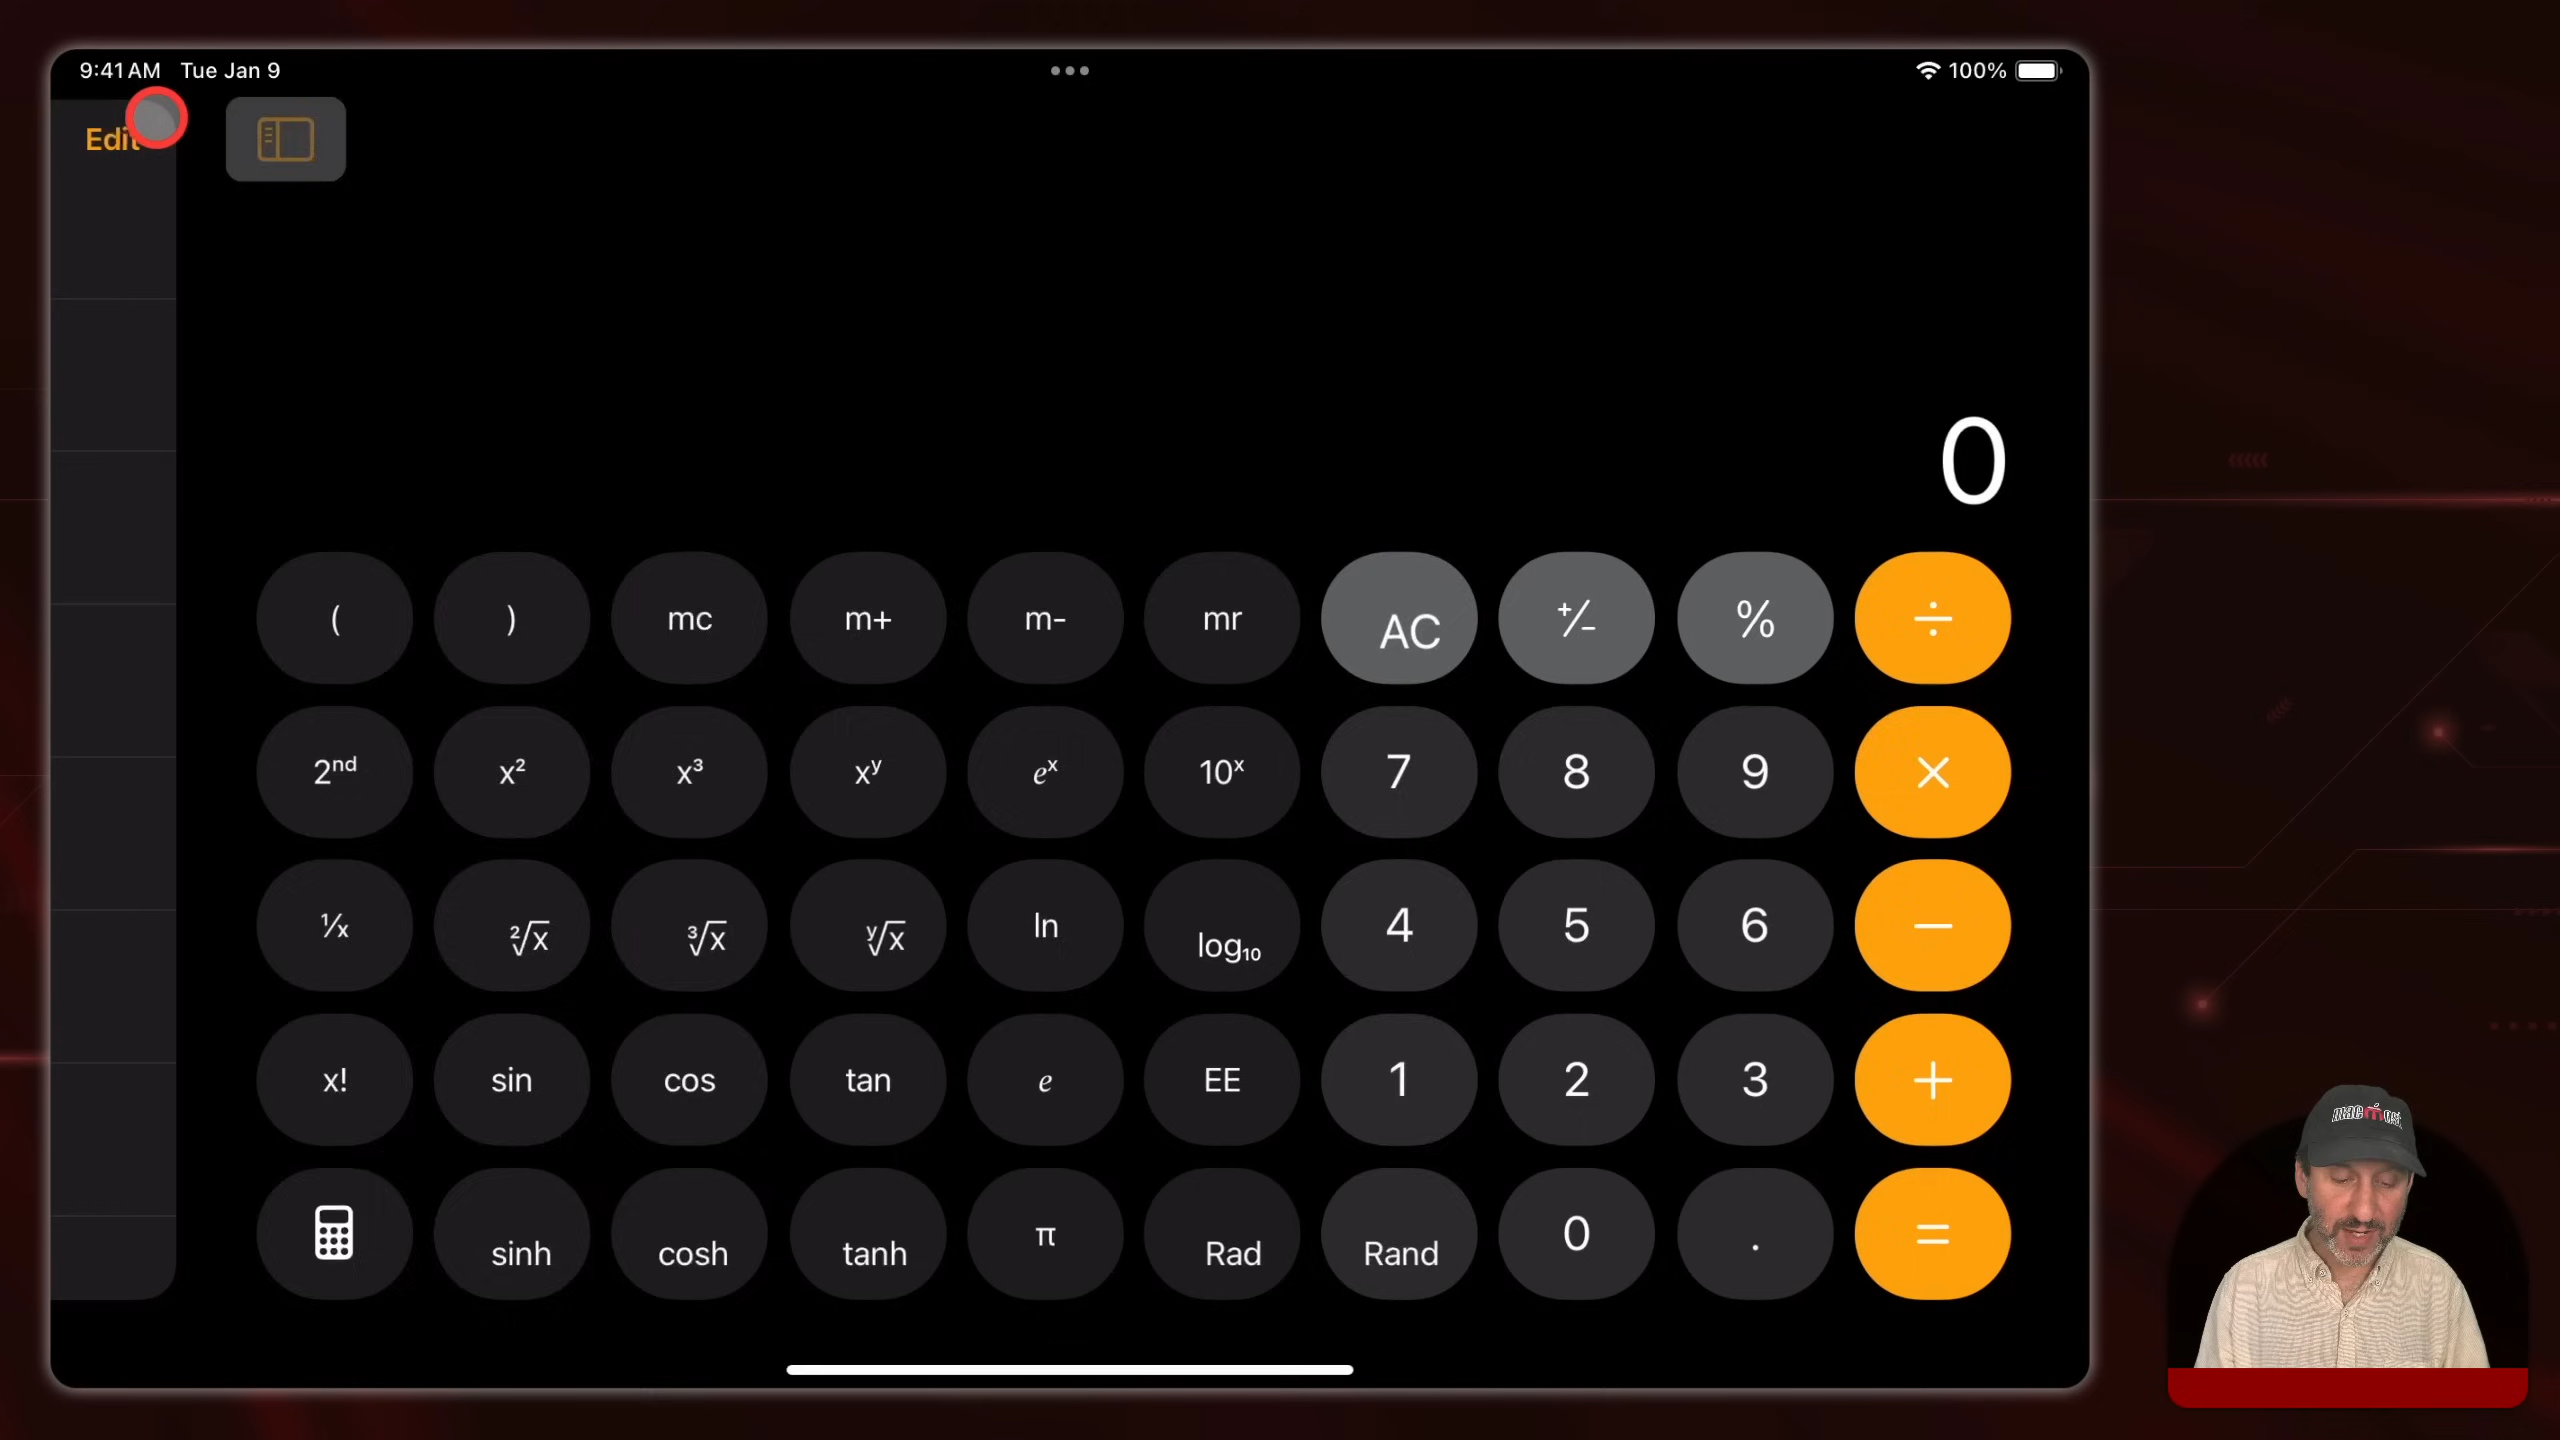 9:41 AM Tue Jan 9
100%
Edit
0
( ) mc m+ m- mr AC +/- % ÷
2ⁿᵈ x² x³ xʸ eˣ 10ˣ 7 8 9 ×
1/x ²√x ³√x ʸ√x ln log₁₀ 4 5 6 −
x! sin cos tan e EE 1 2 3 +
sinh cosh tanh π Rad Rand 0 . =
macmost